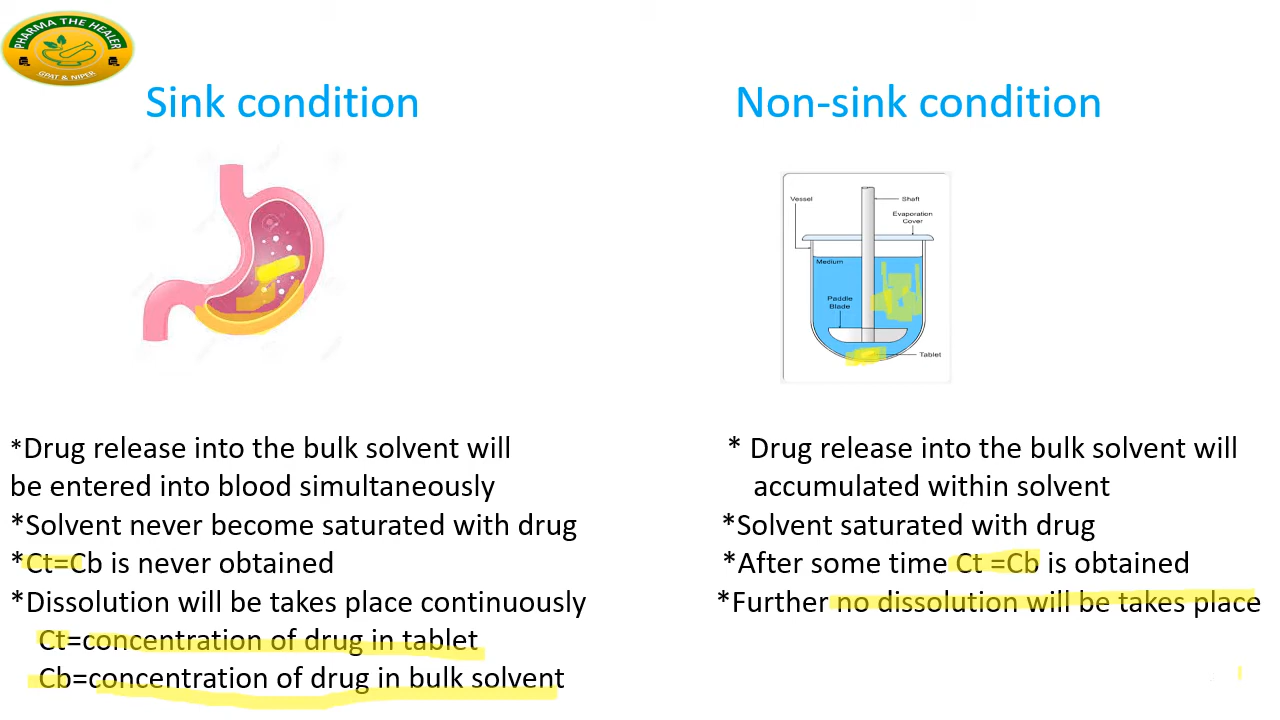 PHARMA THE HEALER
GPAT & NIPER
Sink condition
Non-sink condition
Vessel
Shaft
Evaporation
Cover
Medium
Paddle
Blade
Tablet
*Drug release into the bulk solvent will
be entered into blood simultaneously
*Solvent never become saturated with drug
*Ct=Cb is never obtained
*Dissolution will be takes place continuously
Ct=concentration of drug in tablet
Cb=concentration of drug in bulk solvent
* Drug release into the bulk solvent will
accumulated within solvent
*Solvent saturated with drug
*After some time Ct =Cb is obtained
*Further no dissolution will be takes place